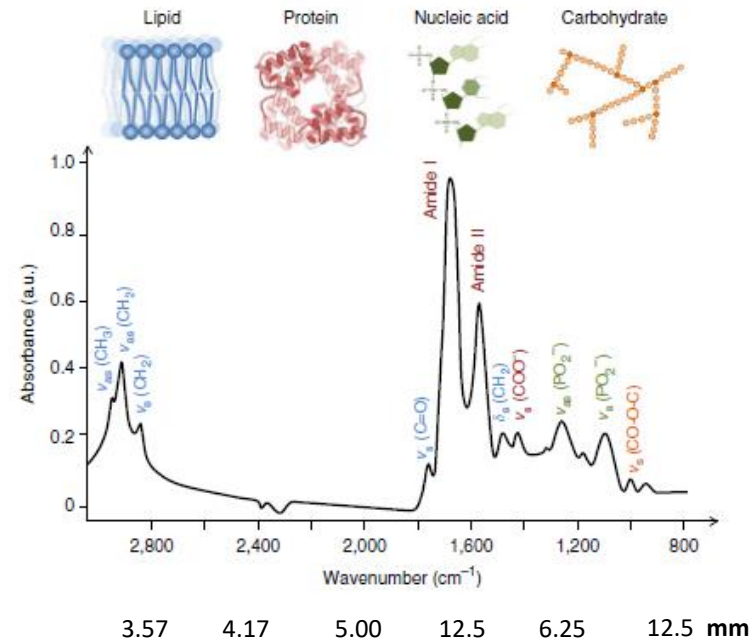 Lipid Protein Nucleic acid Carbohydrate
1.0
0.8
0.6
0.4
0.2
0
Absorbance (a.u.)
νas (CH3)
νas (CH2)
νs (CH2)
νs (C=O)
Amide I
Amide II
δs (CH2)
νs (COO⁻)
νas (PO2⁻)
νs (PO2⁻)
νs (CO-O-C)
2,800 2,400 2,000 1,600 1,200 800
Wavenumber (cm⁻¹)
3.57 4.17 5.00 12.5 6.25 12.5 mm